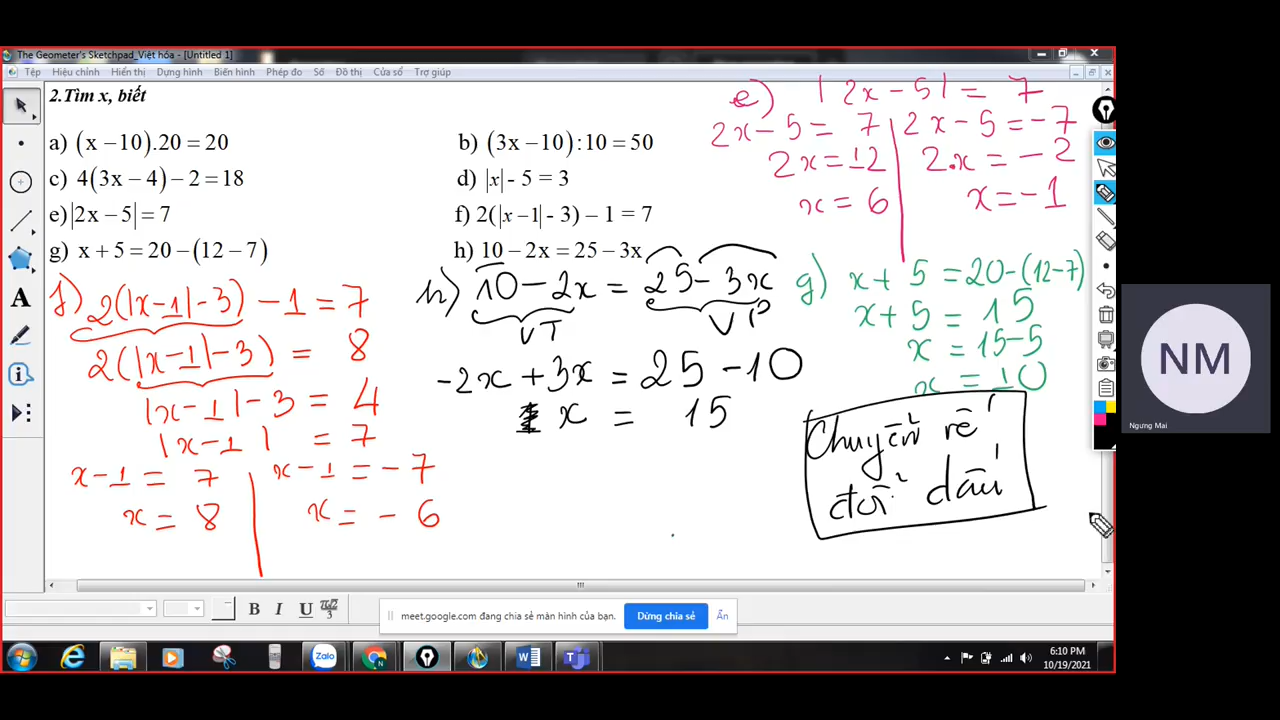 The Geometer's Sketchpad_Việt hóa - [Untitled 1]
Tệp Hiệu chỉnh Hiển thị Dựng hình Biến hình Phép đo Số Đồ thị Cửa sổ Trợ giúp
2.Tìm x, biết
a) (x −10).20 = 20
b) (3x −10):10 = 50
c) 4(3x − 4) − 2 = 18
d) |x| - 5 = 3
e) |2x − 5| = 7
f) 2(|x −1| - 3) − 1 = 7
g) x + 5 = 20 − (12 − 7)
h) 10 − 2x = 25 − 3x
e) |2x − 5| = 7
2x − 5 = 7
2x = 12
x = 6
2x − 5 = −7
2.x = −2
x = −1
f) 2(|x−1|−3) − 1 = 7
2(|x−1|−3) = 8
|x−1| − 3 = 4
|x−1| = 7
x−1 = 7
x = 8
x−1 = −7
x = − 6
h) 10 − 2x = 25 − 3x
VT VP
-2x + 3x = 25 − 10
x = 15
g) x + 5 = 20−(12−7)
x + 5 = 15
x = 15−5
x = 10
Chuyển vế
đổi dấu
NM
Ngưng Mai
A
B I U
meet.google.com đang chia sẻ màn hình của bạn.
Dừng chia sẻ
Ẩn
Zalo
6:10 PM
10/19/2021